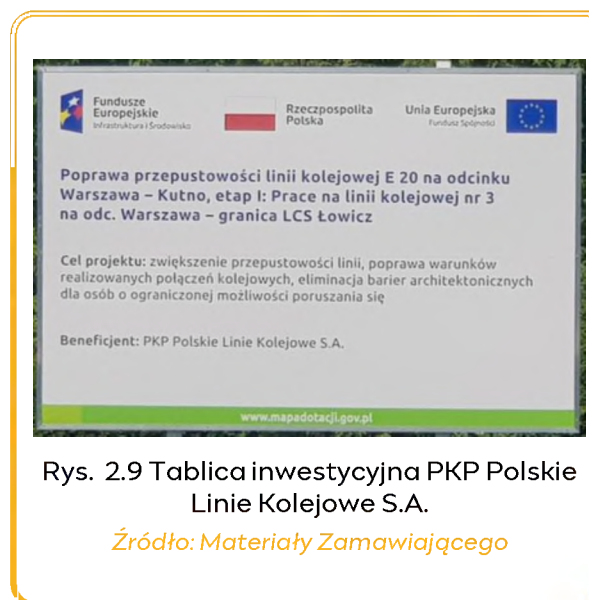 Fundusze
Europejskie
Infrastruktura i Środowisko
Rzeczpospolita
Polska
Unia Europejska
Fundusz Spójności
Poprawa przepustowości linii kolejowej E 20 na odcinku
Warszawa – Kutno, etap I: Prace na linii kolejowej nr 3
na odc. Warszawa – granica LCS Łowicz
Cel projektu: zwiększenie przepustowości linii, poprawa warunków
realizowanych połączeń kolejowych, eliminacja barier architektonicznych
dla osób o ograniczonej możliwości poruszania się
Beneficjent: PKP Polskie Linie Kolejowe S.A.
www.mapadotacji.gov.pl
Rys. 2.9 Tablica inwestycyjna PKP Polskie
Linie Kolejowe S.A.
Źródło: Materiały Zamawiającego